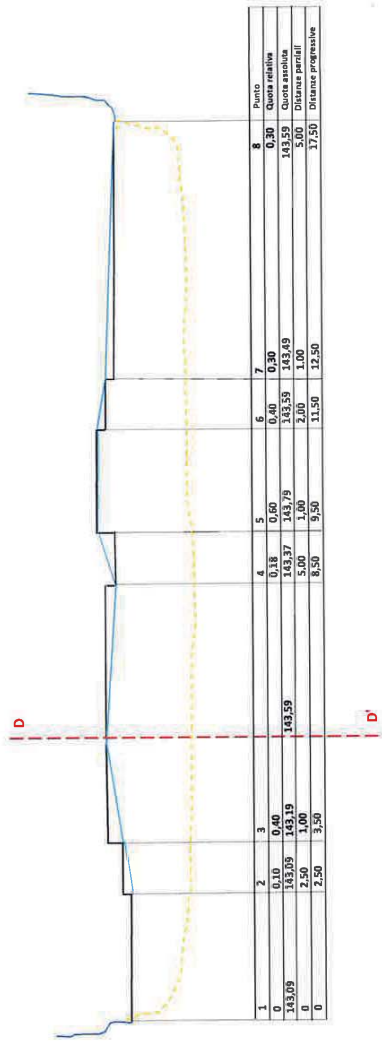 D
1 2 3 4 5 6 7 8 Punto
0 0,10 0,40 0,18 0,60 0,40 0,30 0,30 Quota relativa
143,09 143,09 143,19 143,59 143,37 143,79 143,59 143,49 143,59 Quota assoluta
0 2,50 1,00 5,00 1,00 2,00 1.00 5,00 Distanze parziali
0 2,50 3,50 8,50 9,50 11,50 12,50 17,50 Distanze progressive
D'